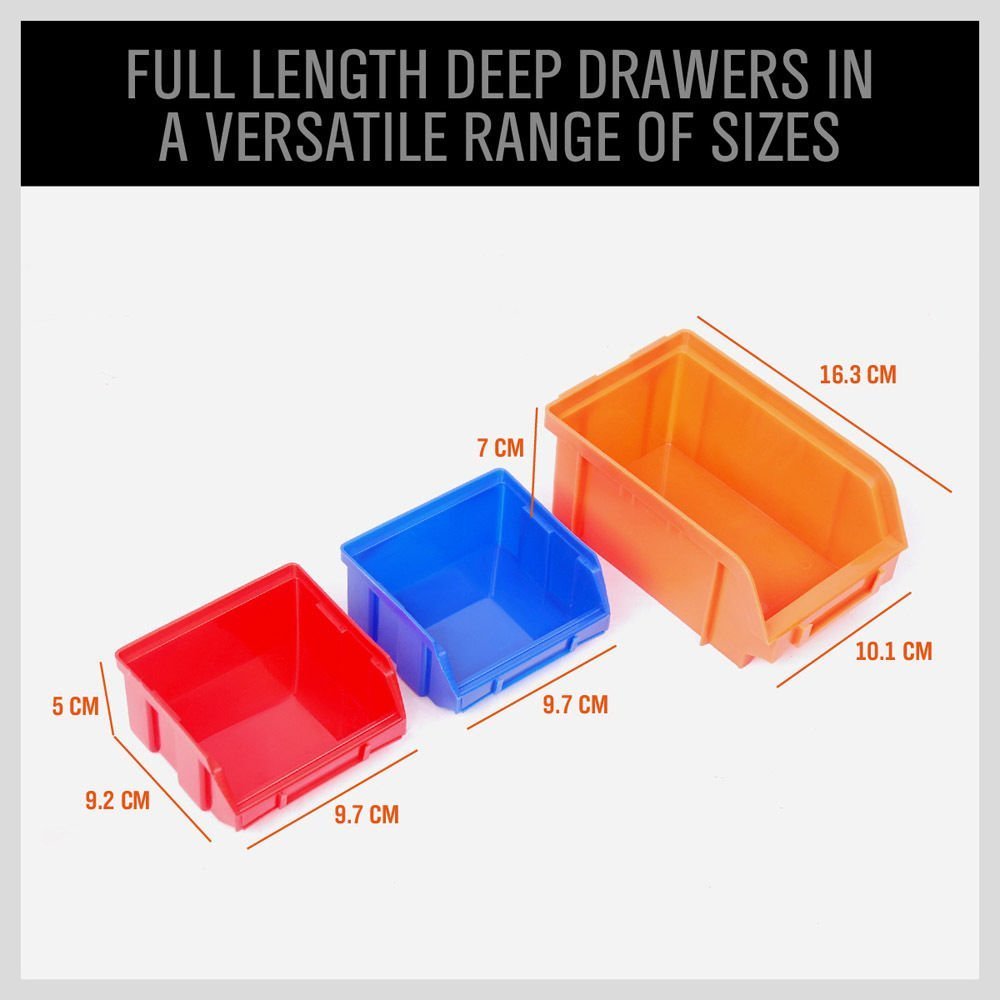 FULL LENGTH DEEP DRAWERS IN
A VERSATILE RANGE OF SIZES
16.3 CM
7 CM
10.1 CM
5 CM
9.7 CM
9.2 CM
9.7 CM